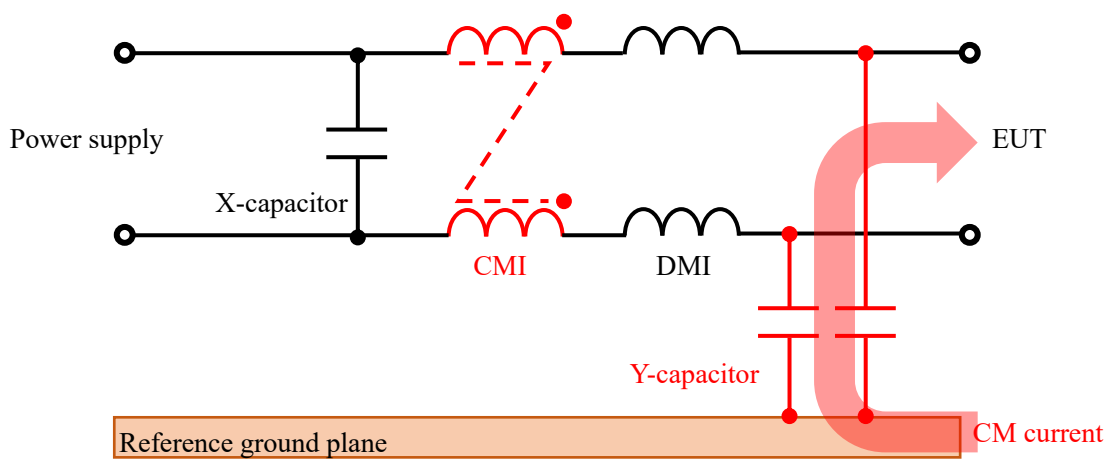 Power supply
EUT
X-capacitor
CMI
DMI
Y-capacitor
Reference ground plane
CM current